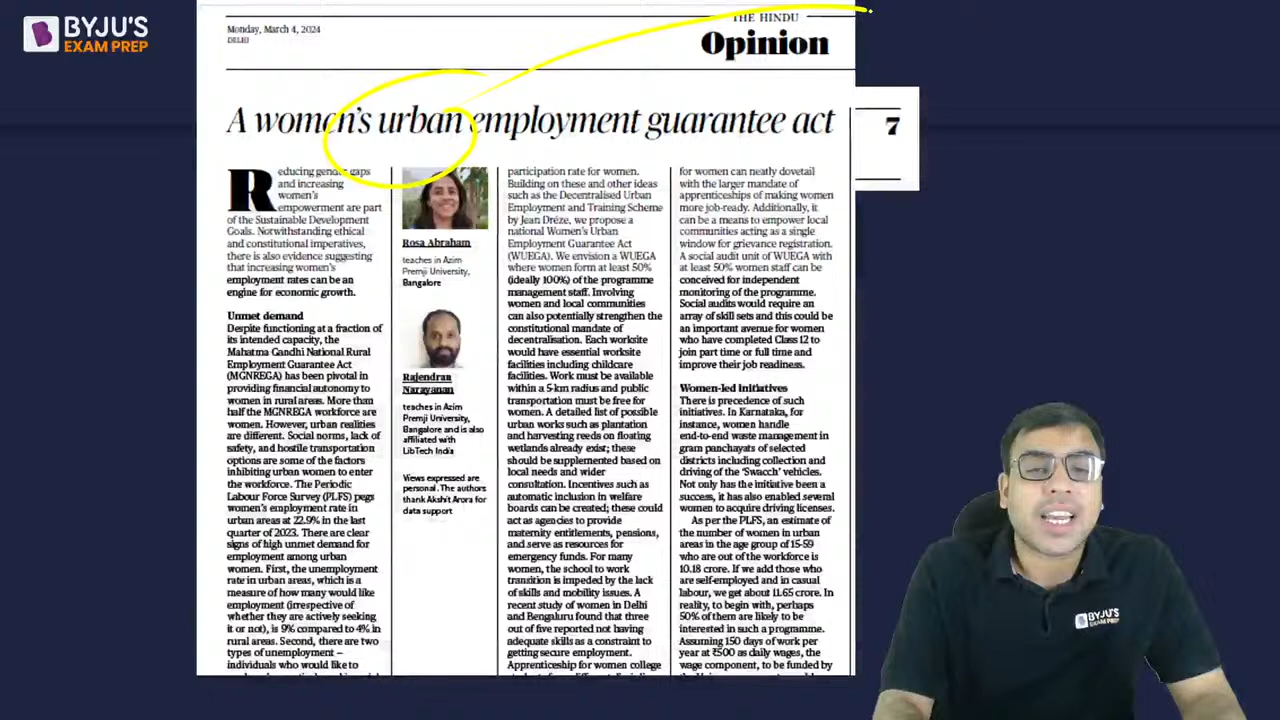 BYJU'S
EXAM PREP
Monday, March 4, 2024
DELHI
THE HINDU
Opinion
A women's urban employment guarantee act
7
Reducing gender gaps
and increasing
women's
empowerment are part
of the Sustainable Development
Goals. Notwithstanding ethical
and constitutional imperatives,
there is also evidence suggesting
that increasing women's
employment rates can be an
engine for economic growth.
Unmet demand
Despite functioning at a fraction of
its intended capacity, the
Mahatma Gandhi National Rural
Employment Guarantee Act
(MGNREGA) has been pivotal in
providing financial autonomy to
women in rural areas. More than
half the MGNREGA workforce are
women. However, urban realities
are different. Social norms, lack of
safety, and hostile transportation
options are some of the factors
inhibiting urban women to enter
the workforce. The Periodic
Labour Force Survey (PLFS) pegs
women's employment rate in
urban areas at 22.9% in the last
quarter of 2023. There are clear
signs of high unmet demand for
employment among urban
women. First, the unemployment
rate in urban areas, which is a
measure of how many would like
employment (irrespective of
whether they are actively seeking
it or not), is 9% compared to 4% in
rural areas. Second, there are two
types of unemployment –
individuals who would like to
Rosa Abraham
teaches in Azim
Premji University,
Bangalore
Rajendran
Narayanan
teaches in Azim
Premji University,
Bangalore and is also
affiliated with
LibTech India
Views expressed are
personal. The authors
thank Akshit Arora for
data support
participation rate for women.
Building on these and other ideas
such as the Decentralised Urban
Employment and Training Scheme
by Jean Drèze, we propose a
national Women's Urban
Employment Guarantee Act
(WUEGA). We envision a WUEGA
where women form at least 50%
(ideally 100%) of the programme
management staff. Involving
women and local communities
can also potentially strengthen the
constitutional mandate of
decentralisation. Each worksite
would have essential worksite
facilities including childcare
facilities. Work must be available
within a 5-km radius and public
transportation must be free for
women. A detailed list of possible
urban works such as plantation
and harvesting reeds on floating
wetlands already exist; these
should be supplemented based on
local needs and wider
consultation. Incentives such as
automatic inclusion in welfare
boards can be created; these could
act as agencies to provide
maternity entitlements, pensions,
and serve as resources for
emergency funds. For many
women, the school to work
transition is impeded by the lack
of skills and mobility issues. A
recent study of women in Delhi
and Bengaluru found that three
out of five reported not having
adequate skills as a constraint to
getting secure employment.
Apprenticeship for women college
for women can neatly dovetail
with the larger mandate of
apprenticeships of making women
more job-ready. Additionally, it
can be a means to empower local
communities acting as a single
window for grievance registration.
A social audit unit of WUEGA with
at least 50% women staff can be
conceived for independent
monitoring of the programme.
Social audits would require an
array of skill sets and this could be
an important avenue for women
who have completed Class 12 to
join part time or full time and
improve their job readiness.
Women-led initiatives
There is precedence of such
initiatives. In Karnataka, for
instance, women handle
end-to-end waste management in
gram panchayats of selected
districts including collection and
driving of the 'Swacch' vehicles.
Not only has the initiative been a
success, it has also enabled several
women to acquire driving licenses.
As per the PLFS, an estimate of
the number of women in urban
areas in the age group of 15-59
who are out of the workforce is
10.18 crore. If we add those who
are self-employed and in casual
labour, we get about 11.65 crore. In
reality, to begin with, perhaps
50% of them are likely to be
interested in such a programme.
Assuming 150 days of work per
year at ₹500 as daily wages, the
wage component, to be funded by
BYJU'S
EXAM PREP